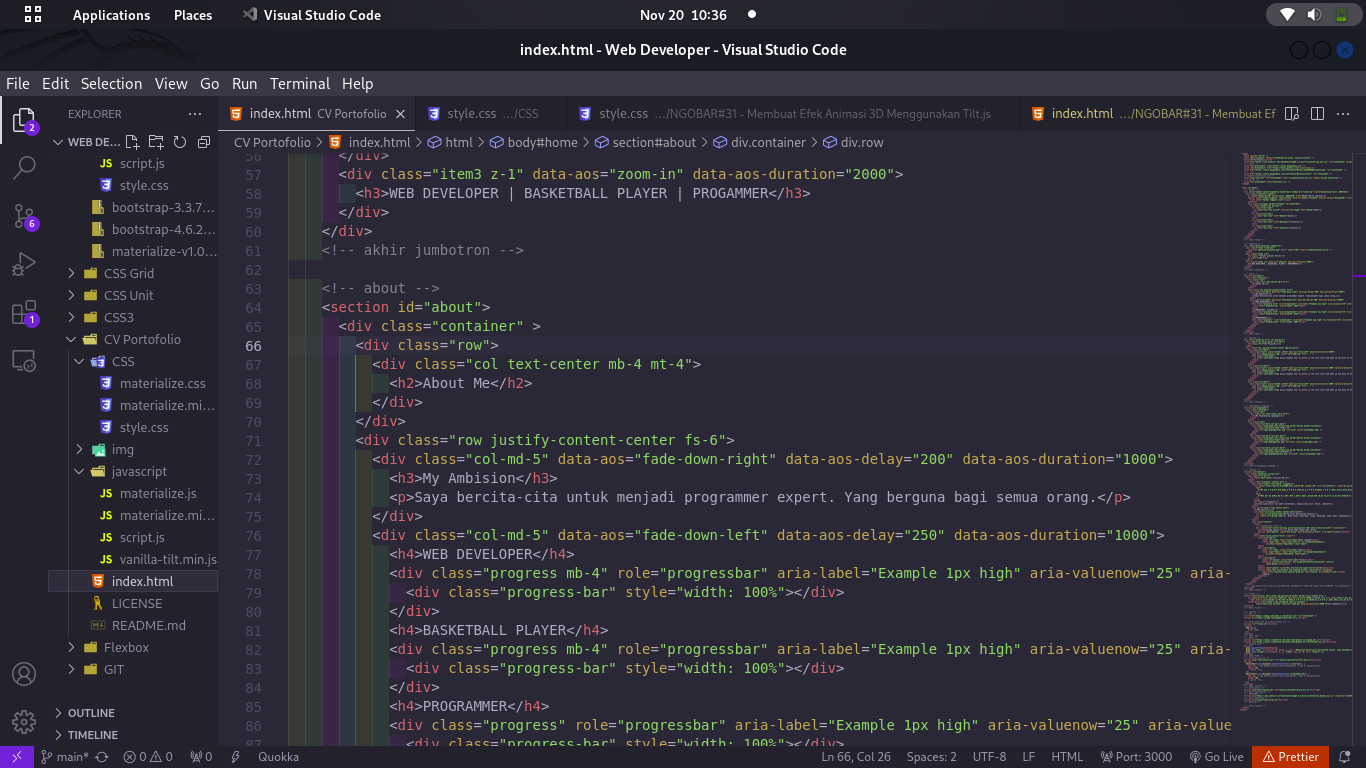 Applications Places Visual Studio Code Nov 20 10:36
index.html - Web Developer - Visual Studio Code
File Edit Selection View Go Run Terminal Help
EXPLORER ···
index.html CV Portofolio
style.css .../CSS
style.css .../NGOBAR#31 - Membuat Efek Animasi 3D Menggunakan Tilt.js
index.html .../NGOBAR#31 - Membuat Ef
CV Portofolio > index.html > html > body#home > section#about > div.container > div.row
WEB DE...
script.js
style.css
bootstrap-3.3.7...
bootstrap-4.6.2...
materialize-v1.0...
CSS Grid
CSS Unit
CSS3
CV Portofolio
CSS
materialize.css
materialize.mi...
style.css
img
javascript
materialize.js
materialize.mi...
script.js
vanilla-tilt.min.js
index.html
LICENSE
README.md
Flexbox
GIT
OUTLINE
TIMELINE
2
6
1
56 </div>
57 <div class="item3 z-1" data-aos="zoom-in" data-aos-duration="2000">
58 <h3>WEB DEVELOPER | BASKETBALL PLAYER | PROGAMMER</h3>
59 </div>
60 </div>
61 <!-- akhir jumbotron -->
62
63 <!-- about -->
64 <section id="about">
65 <div class="container" >
66 <div class="row">
67 <div class="col text-center mb-4 mt-4">
68 <h2>About Me</h2>
69 </div>
70 </div>
71 <div class="row justify-content-center fs-6">
72 <div class="col-md-5" data-aos="fade-down-right" data-aos-delay="200" data-aos-duration="1000">
73 <h3>My Ambision</h3>
74 <p>Saya bercita-cita untuk menjadi programmer expert. Yang berguna bagi semua orang.</p>
75 </div>
76 <div class="col-md-5" data-aos="fade-down-left" data-aos-delay="250" data-aos-duration="1000">
77 <h4>WEB DEVELOPER</h4>
78 <div class="progress mb-4" role="progressbar" aria-label="Example 1px high" aria-valuenow="25" aria-
79 <div class="progress-bar" style="width: 100%"></div>
80 </div>
81 <h4>BASKETBALL PLAYER</h4>
82 <div class="progress mb-4" role="progressbar" aria-label="Example 1px high" aria-valuenow="25" aria-
83 <div class="progress-bar" style="width: 100%"></div>
84 </div>
85 <h4>PROGRAMMER</h4>
86 <div class="progress" role="progressbar" aria-label="Example 1px high" aria-valuenow="25" aria-value
87 <div class="progress-bar" style="width: 100%"></div>
main* 0 0 0 Quokka Ln 66, Col 26 Spaces: 2 UTF-8 LF HTML Port: 3000 Go Live Prettier